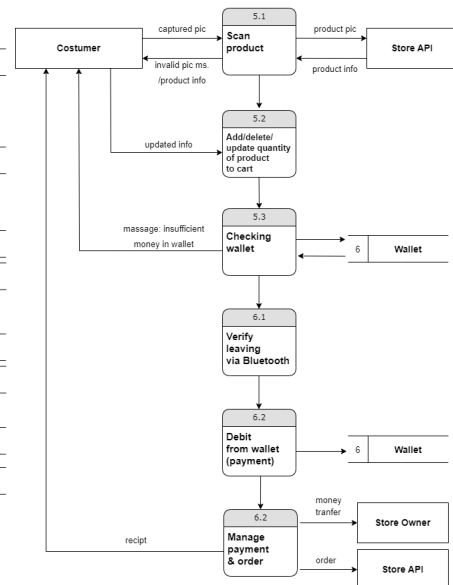 5.1
captured pic
product pic
Costumer
Scan
product
Store API
invalid pic ms.
/product info
product info
5.2
Add/delete/
update quantity
of product
to cart
updated info
5.3
massage: insufficient
money in wallet
Checking
wallet
6
Wallet
6.1
Verify
leaving
via Bluetooth
6.2
Debit
from wallet
(payment)
6
Wallet
6.2
money
tranfer
Store Owner
Manage
payment
& order
recipt
order
Store API